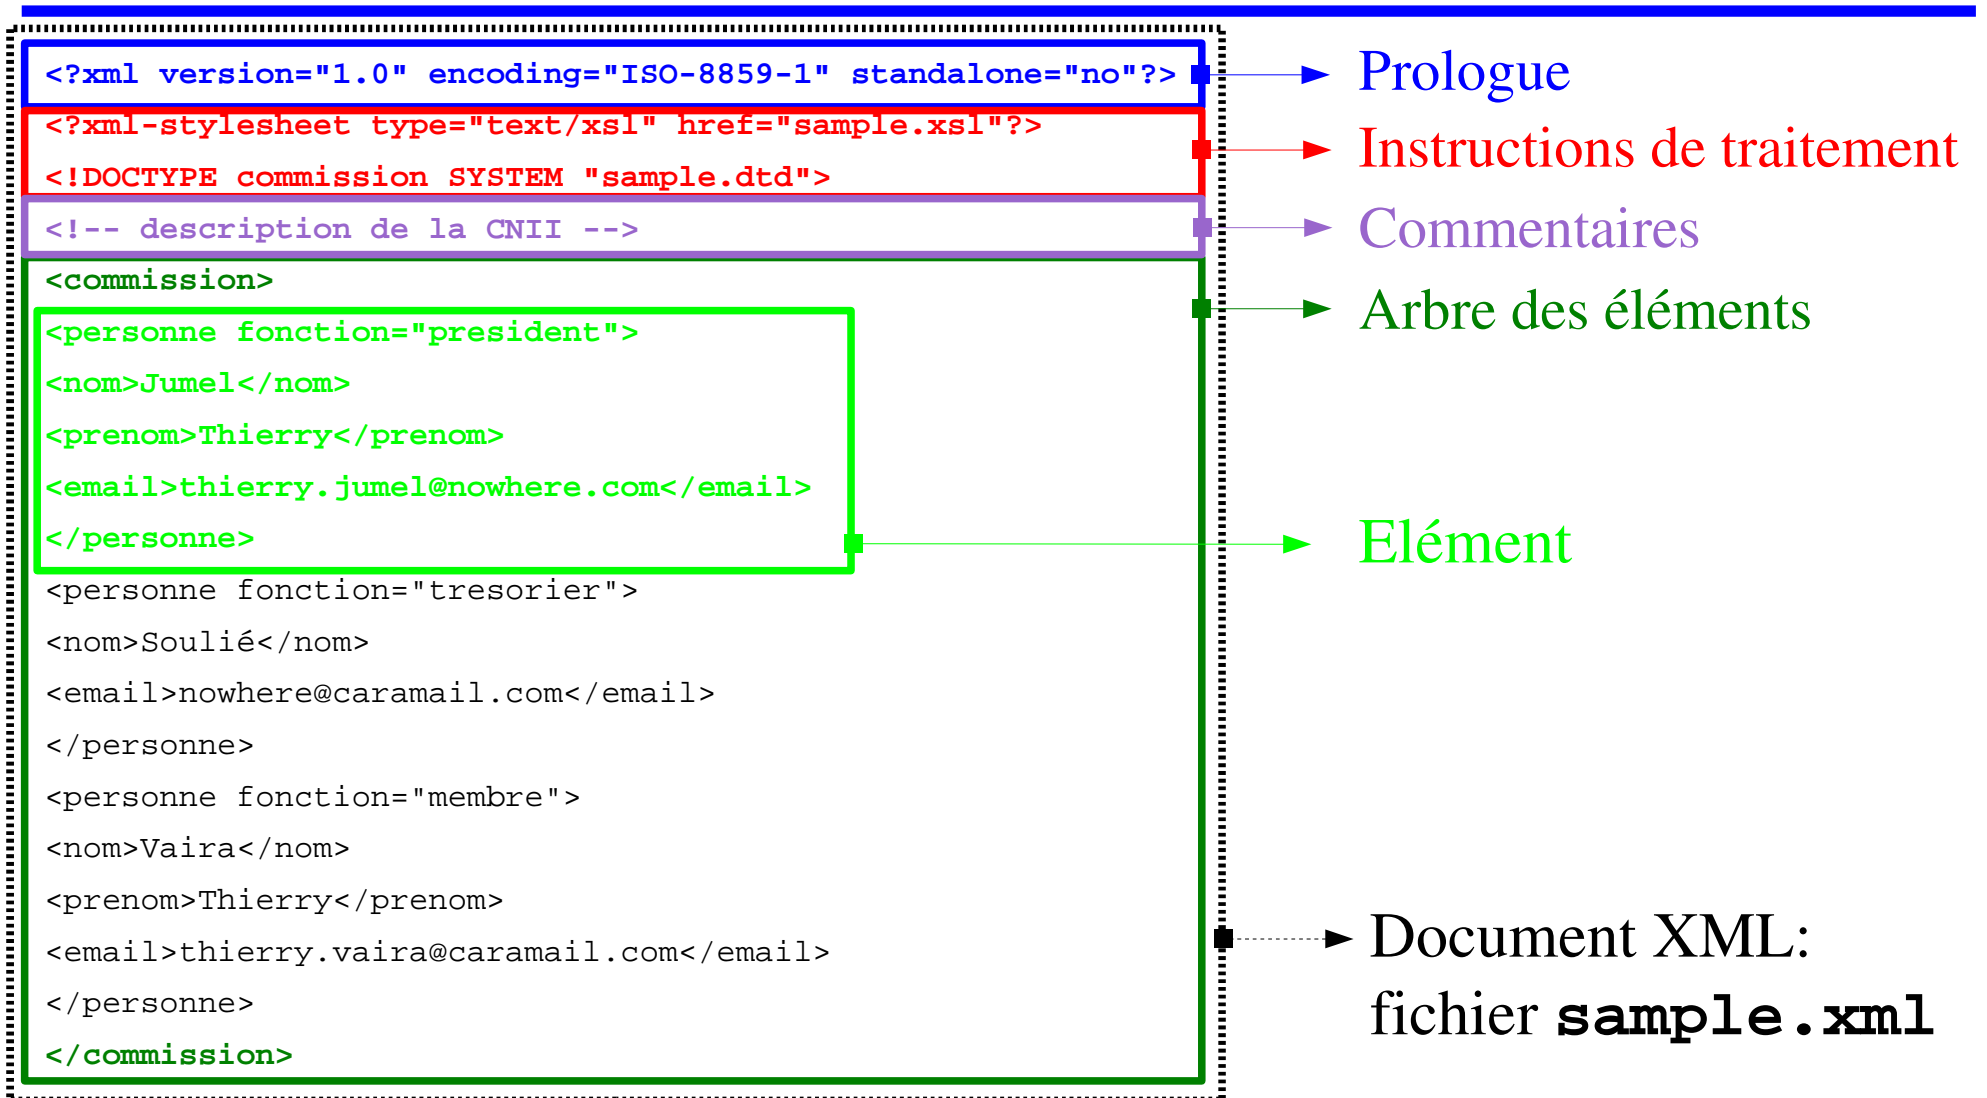 <?xml version="1.0" encoding="ISO-8859-1" standalone="no"?>
Prologue
<?xml-stylesheet type="text/xsl" href="sample.xsl"?>
<!DOCTYPE commission SYSTEM "sample.dtd">
Instructions de traitement
<!-- description de la CNII -->
Commentaires
<commission>
Arbre des éléments
<personne fonction="president">
<nom>Jumel</nom>
<prenom>Thierry</prenom>
<email>thierry.jumel@nowhere.com</email>
</personne>
Elément
<personne fonction="tresorier">
<nom>Soulié</nom>
<email>nowhere@caramail.com</email>
</personne>
<personne fonction="membre">
<nom>Vaira</nom>
<prenom>Thierry</prenom>
<email>thierry.vaira@caramail.com</email>
</personne>
</commission>
Document XML:
fichier sample.xml